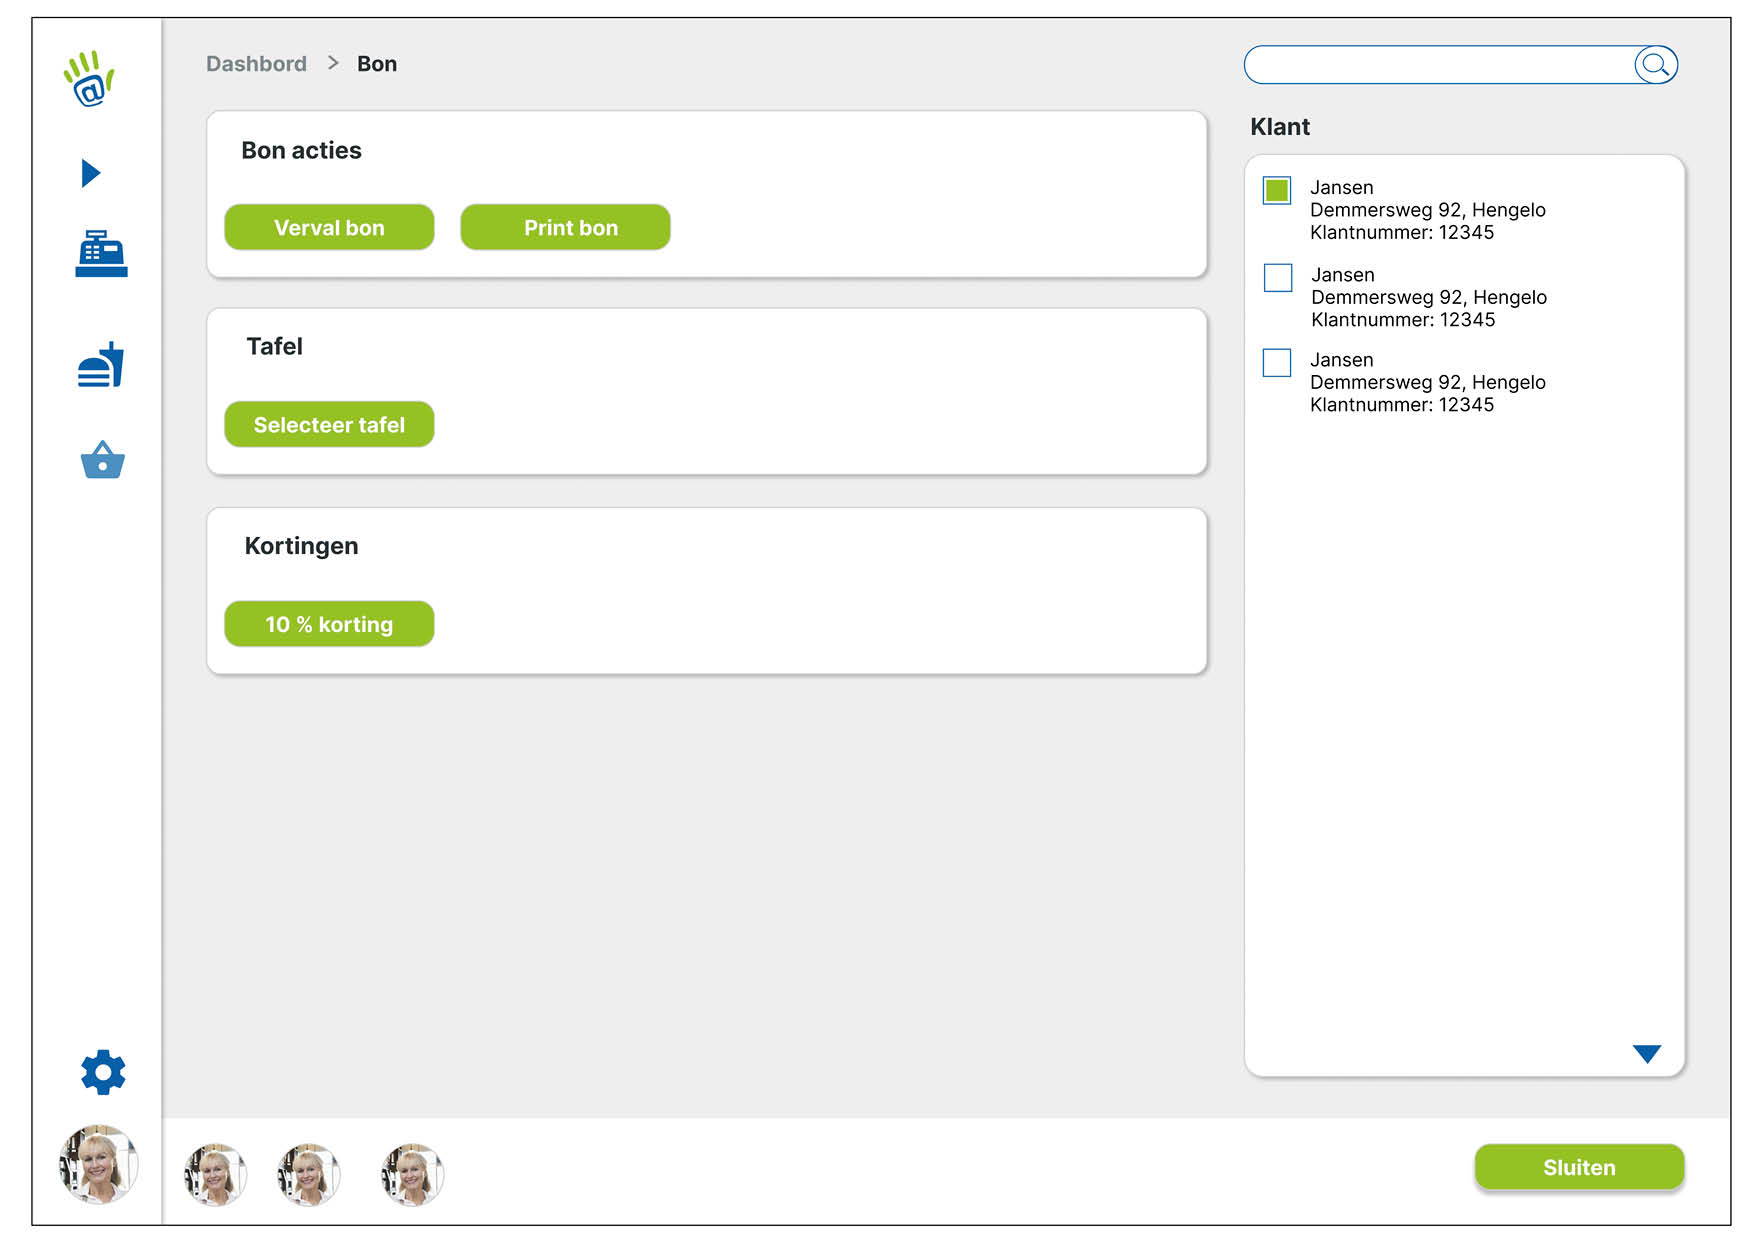 Dashbord > Bon
Bon acties
Verval bon
Print bon
Tafel
Selecteer tafel
Kortingen
10 % korting
Klant
Jansen
Demmersweg 92, Hengelo
Klantnummer: 12345
Jansen
Demmersweg 92, Hengelo
Klantnummer: 12345
Jansen
Demmersweg 92, Hengelo
Klantnummer: 12345
Sluiten